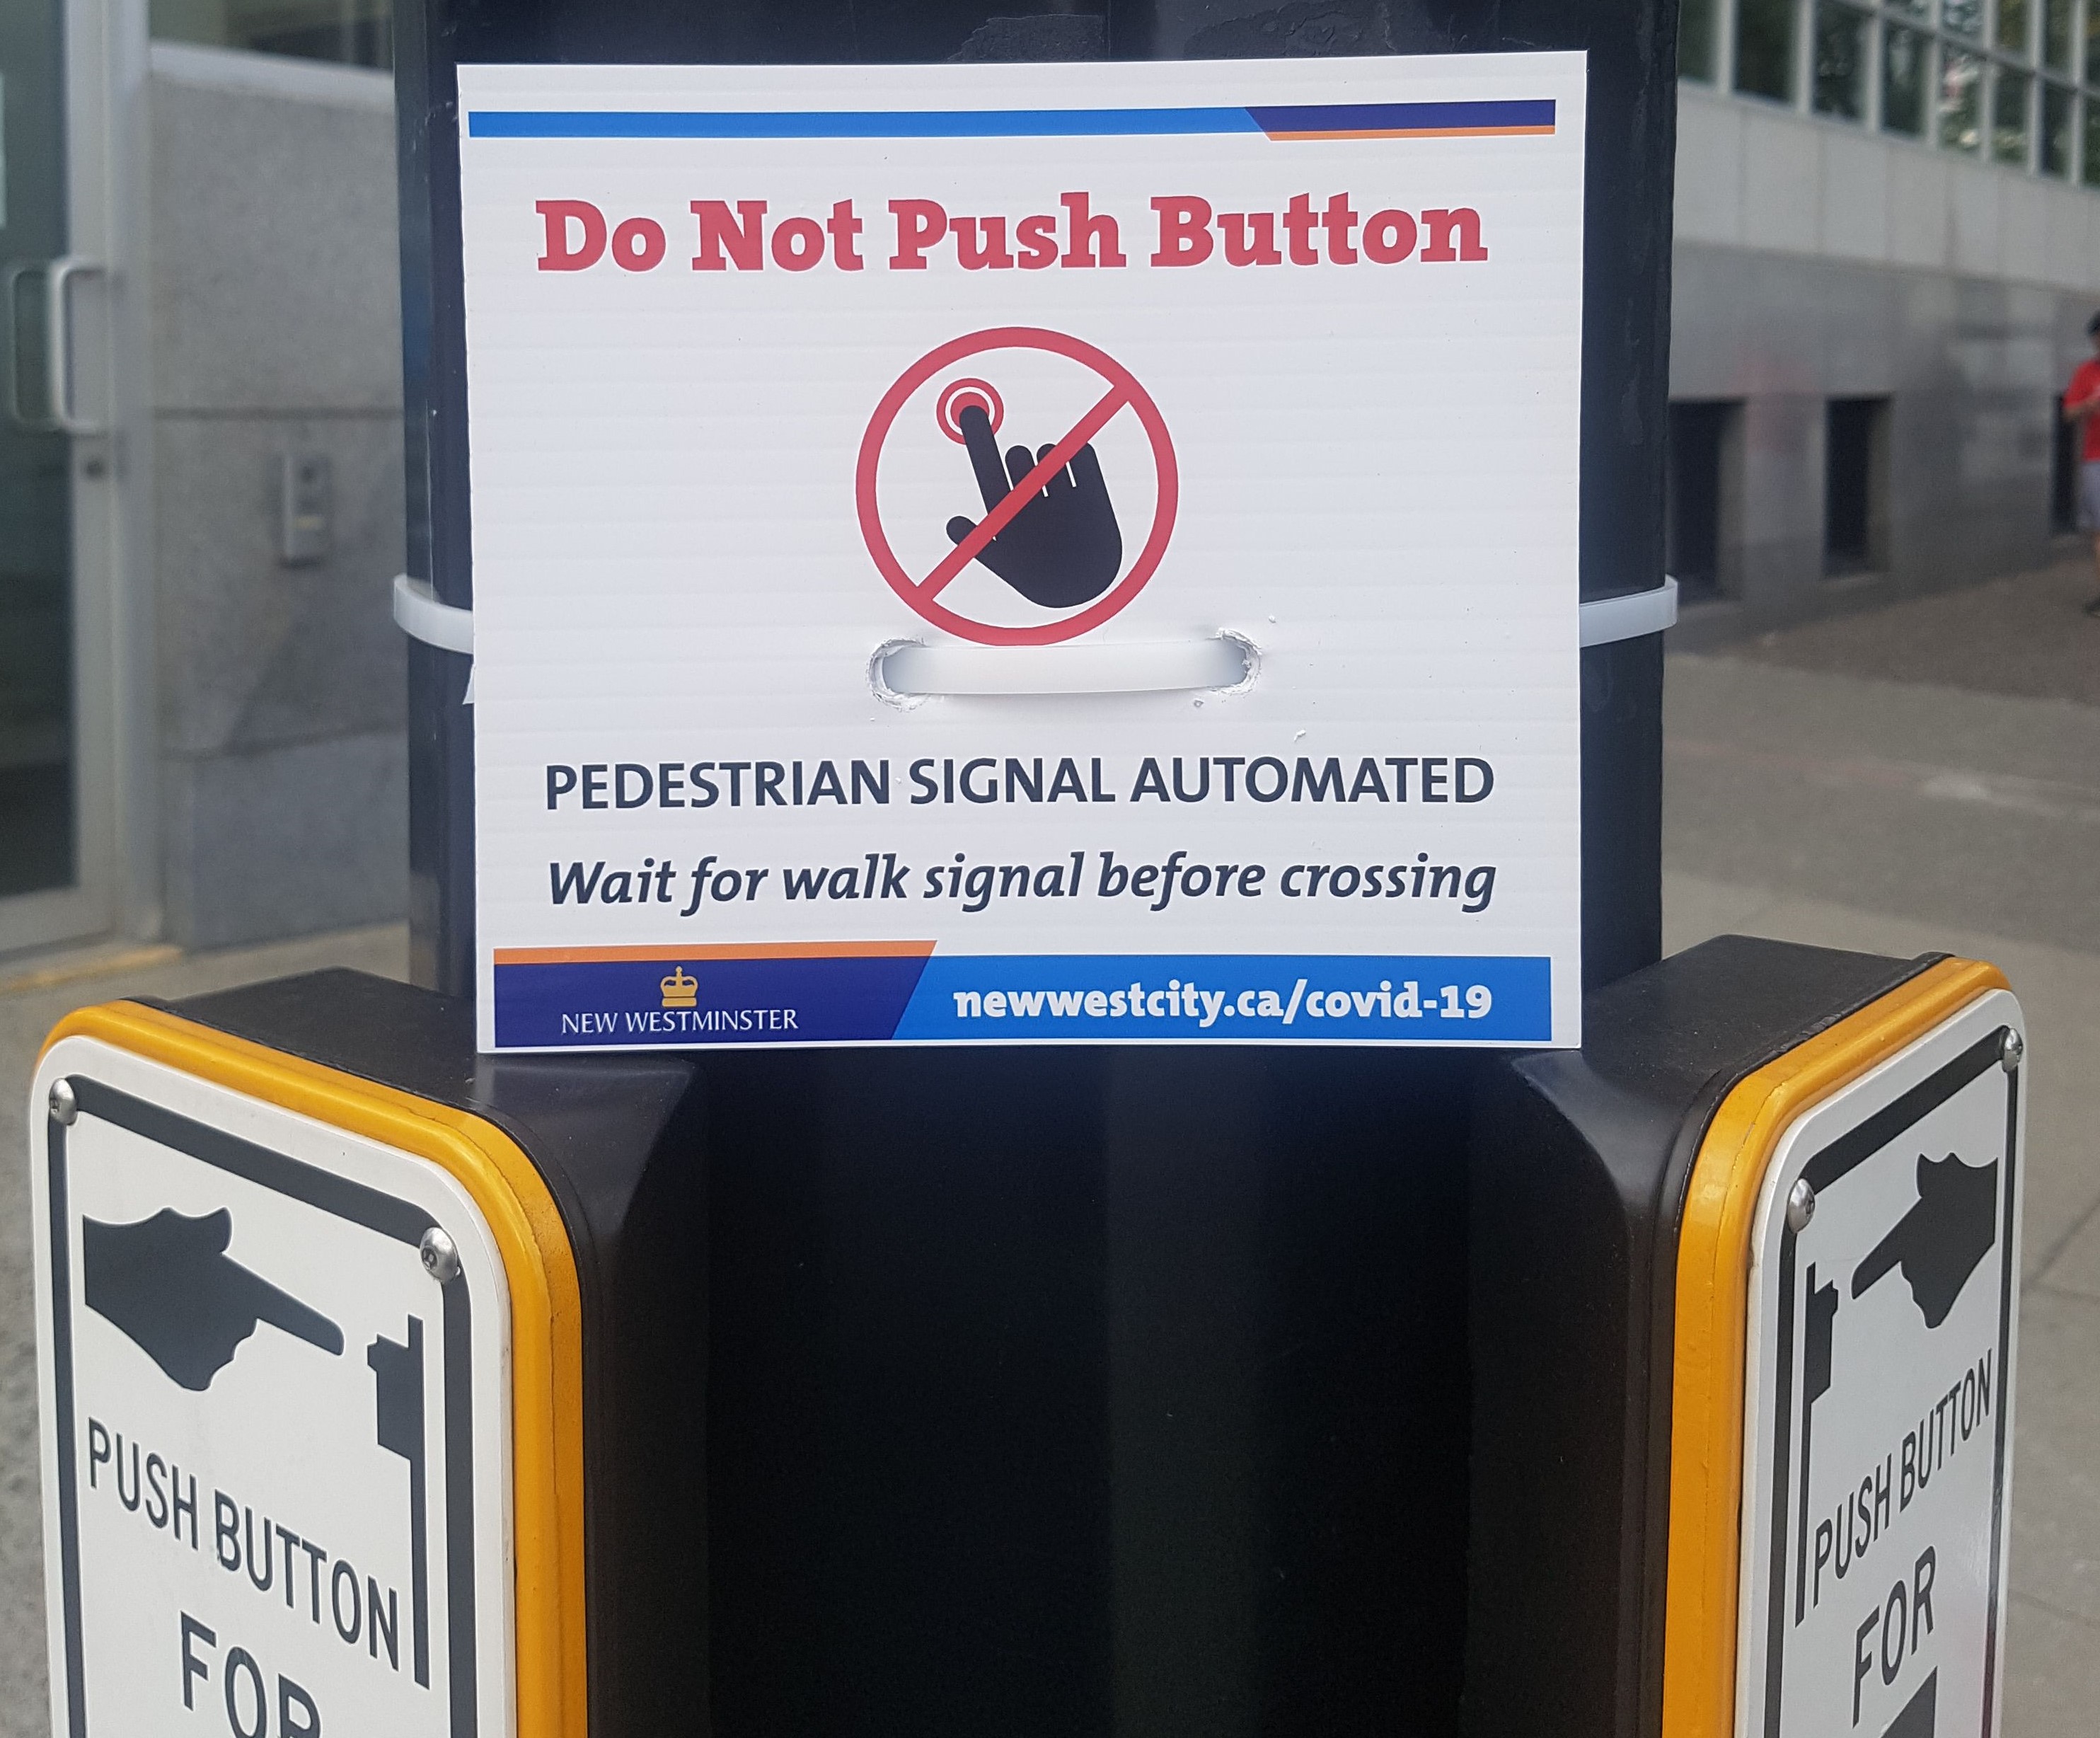 Do Not Push Button
PEDESTRIAN SIGNAL AUTOMATED
Wait for walk signal before crossing
NEW WESTMINSTER
newwestcity.ca/covid-19
PUSH BUTTON
FOR
PUSH BUTTON
FOR